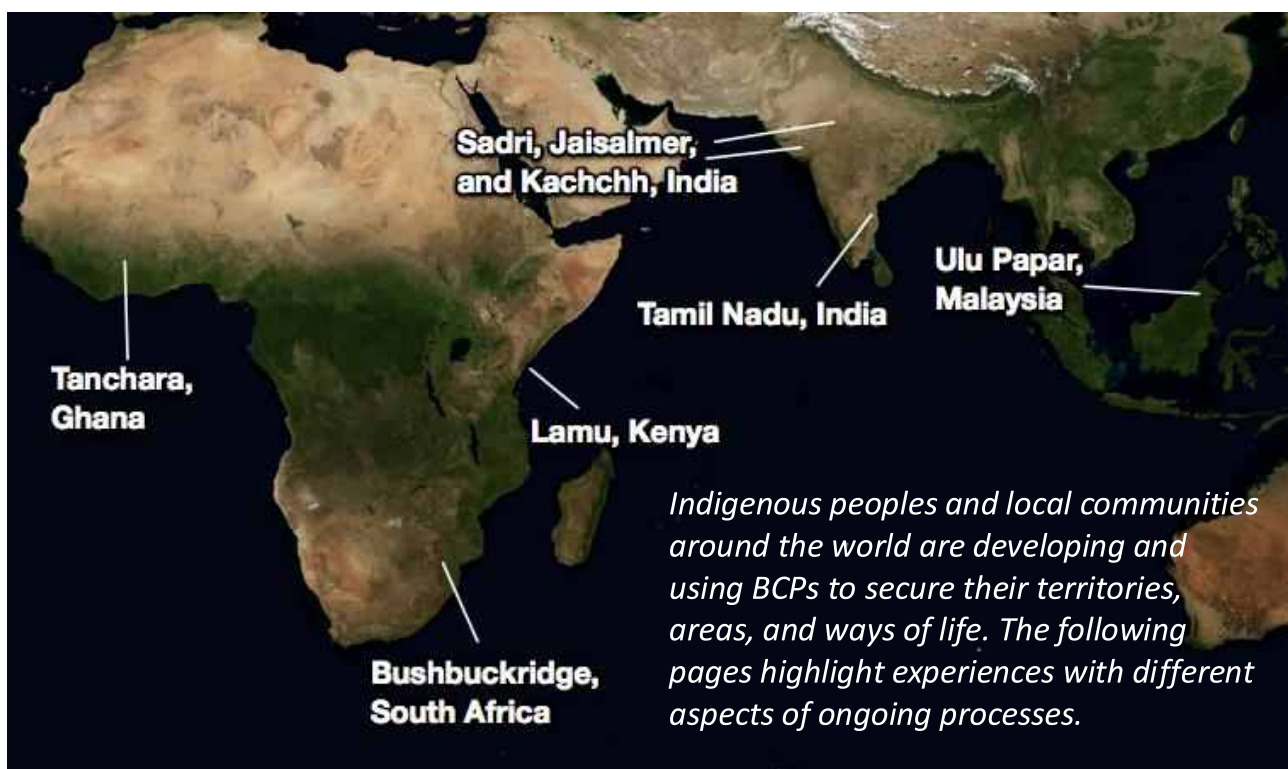 Sadri, Jaisalmer,
and Kachchh, India
Ulu Papar,
Malaysia
Tamil Nadu, India
Tanchara,
Ghana
Lamu, Kenya
Indigenous peoples and local communities
around the world are developing and
using BCPs to secure their territories,
areas, and ways of life. The following
pages highlight experiences with different
aspects of ongoing processes.
Bushbuckridge,
South Africa